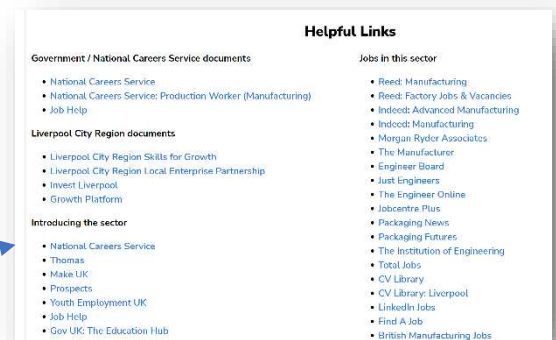 Helpful Links
Government / National Careers Service documents
• National Careers Service
• National Careers Service: Production Worker (Manufacturing)
• Job Help
Liverpool City Region documents
• Liverpool City Region Skills for Growth
• Liverpool City Region Local Enterprise Partnership
• Invest Liverpool
• Growth Platform
Introducing the sector
• National Careers Service
• Thomas
• Make UK
• Prospects
• Youth Employment UK
• Job Help
• Gov UK: The Education Hub
Jobs in this sector
• Reed: Manufacturing
• Reed: Factory Jobs & Vacancies
• Indeed: Advanced Manufacturing
• Indeed: Manufacturing
• Morgan Ryder Associates
• The Manufacturer
• Engineer Board
• Just Engineers
• The Engineer Online
• Jobcentre Plus
• Packaging News
• Packaging Futures
• The Institution of Engineering
• Total Jobs
• CV Library
• CV Library: Liverpool
• LinkedIn Jobs
• Find A Job
• British Manufacturing Jobs